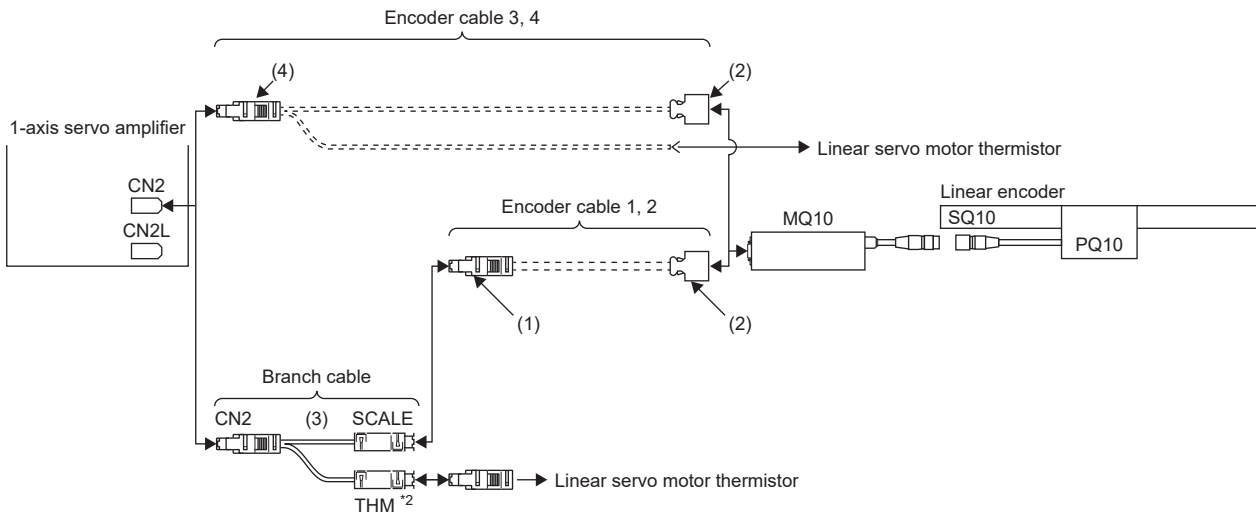 Encoder cable 3, 4
(4)
(2)
1-axis servo amplifier
Linear servo motor thermistor
CN2
Linear encoder
Encoder cable 1, 2
MQ10
SQ10
CN2L
PQ10
(1)
(2)
Branch cable
CN2
(3)
SCALE
Linear servo motor thermistor
THM *2